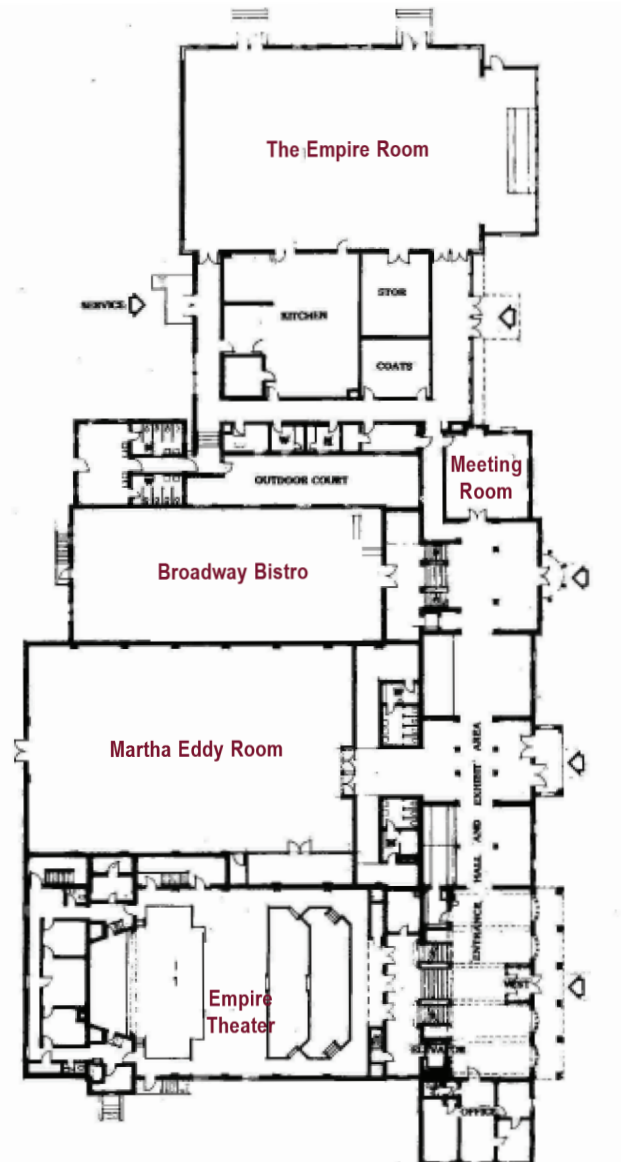 The Empire Room
STOR
SERVICE
KITCHEN
COATS
Meeting
Room
OUTDOOR COURT
Broadway Bistro
Martha Eddy Room
ENTRANCE HALL AND EXHIBIT AREA
VEST
Empire
Theater
ELEVATOR
OFFICE